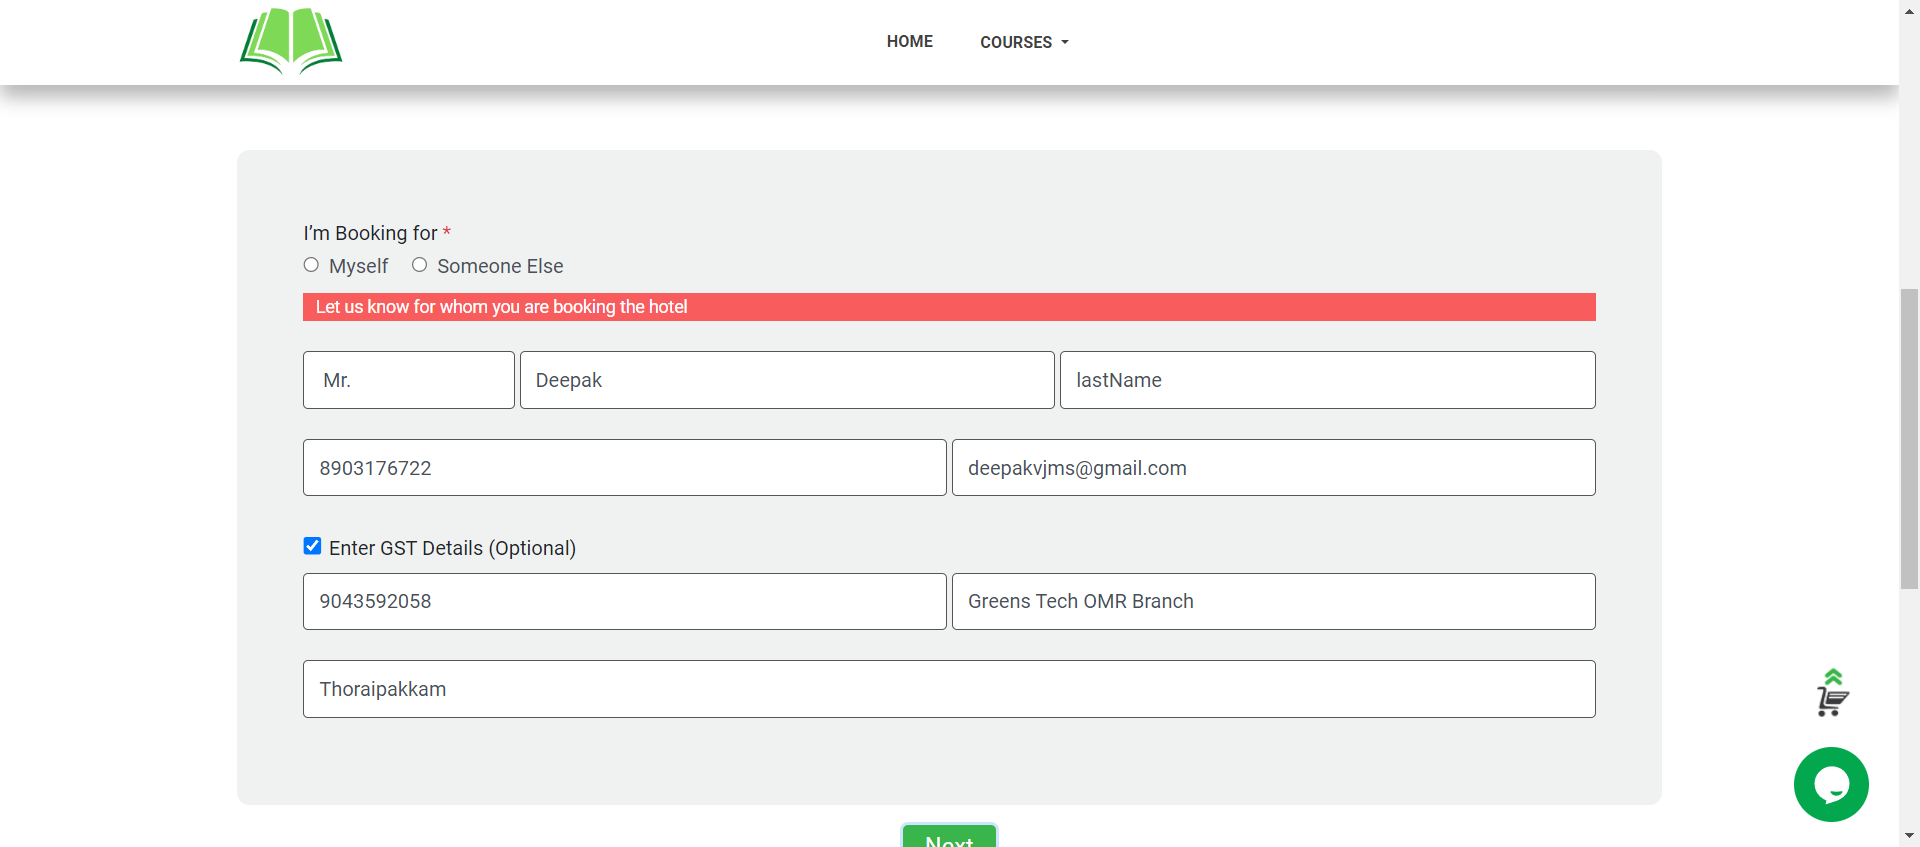 HOME COURSES
I’m Booking for *
Myself Someone Else
Let us know for whom you are booking the hotel
Mr. Deepak lastName
8903176722 deepakvjms@gmail.com
Enter GST Details (Optional)
9043592058 Greens Tech OMR Branch
Thoraipakkam
Next